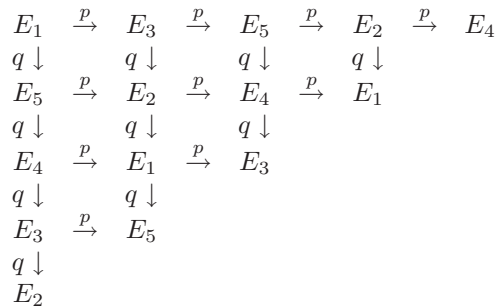 E₁ →ᵖ E₃ →ᵖ E₅ →ᵖ E₂ →ᵖ E₄
q ↓ q ↓ q ↓ q ↓
E₅ →ᵖ E₂ →ᵖ E₄ →ᵖ E₁
q ↓ q ↓ q ↓
E₄ →ᵖ E₁ →ᵖ E₃
q ↓ q ↓
E₃ →ᵖ E₅
q ↓
E₂